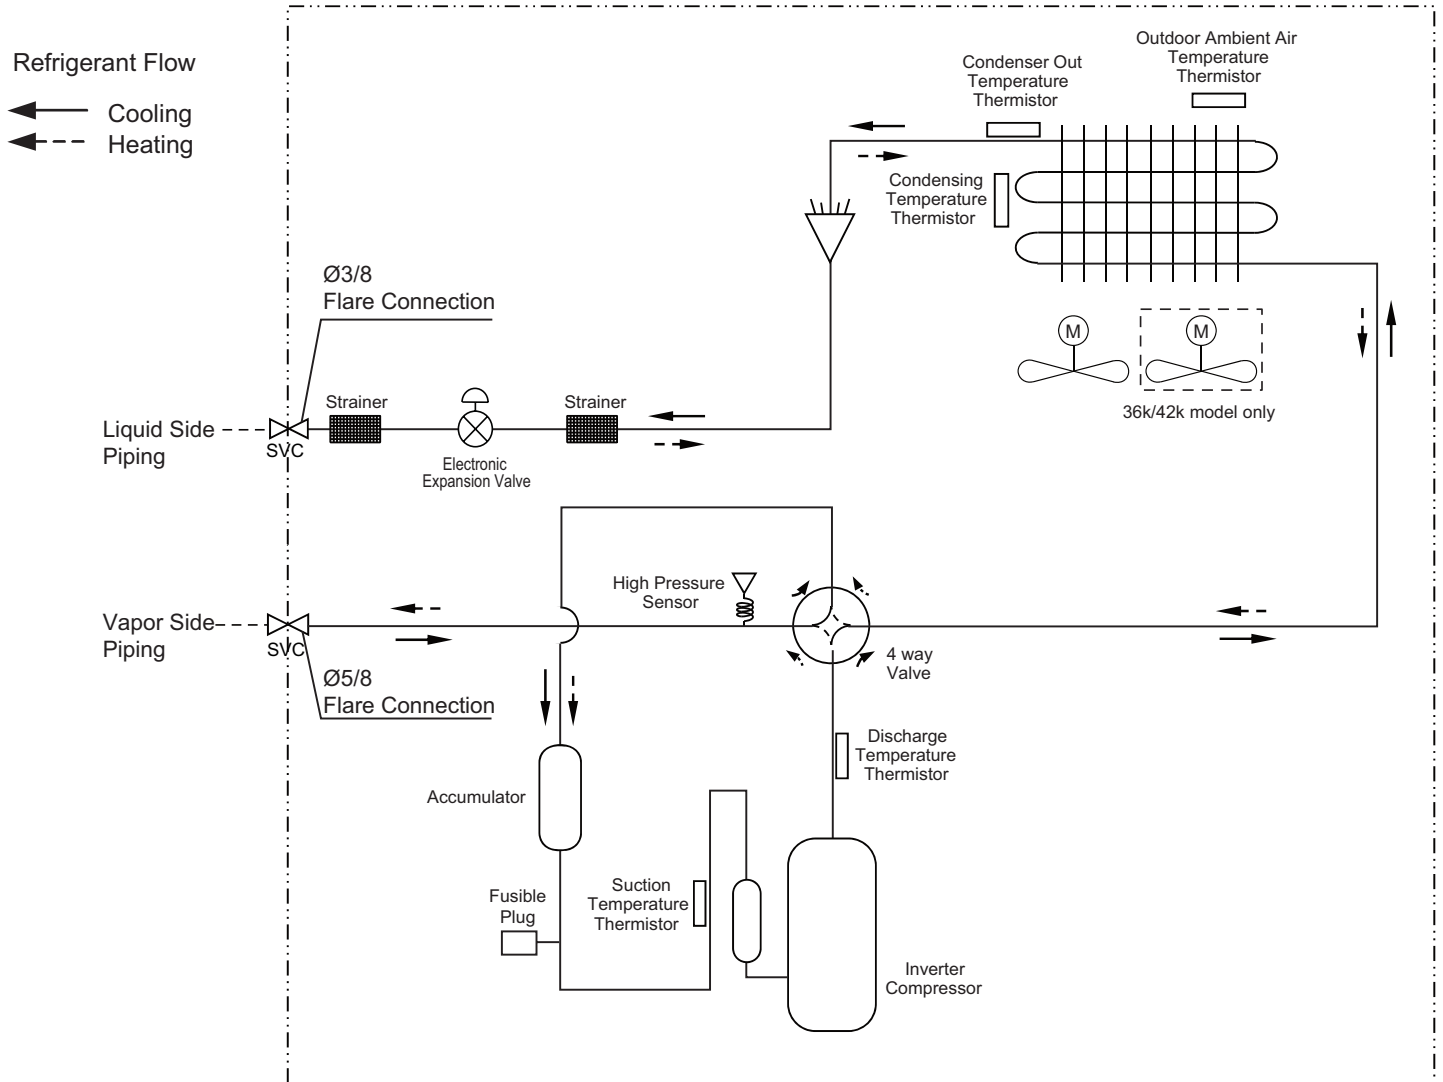 Refrigerant Flow
Cooling
Heating
Condenser Out
Temperature
Thermistor
Outdoor Ambient Air
Temperature
Thermistor
Condensing
Temperature
Thermistor
M
M
36k/42k model only
Ø3/8
Flare Connection
Strainer
Strainer
Liquid Side
Piping
SVC
Electronic
Expansion Valve
High Pressure
Sensor
Vapor Side
Piping
SVC
4 way
Valve
Ø5/8
Flare Connection
Discharge
Temperature
Thermistor
Accumulator
Fusible
Plug
Suction
Temperature
Thermistor
Inverter
Compressor